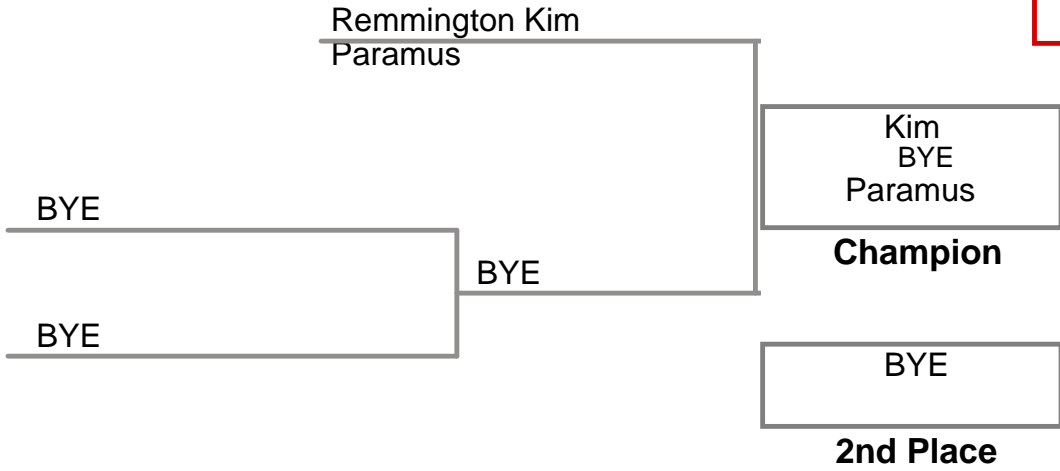 Remmington Kim
Paramus
Kim
BYE
Paramus
Champion
BYE
BYE
BYE
BYE
2nd Place